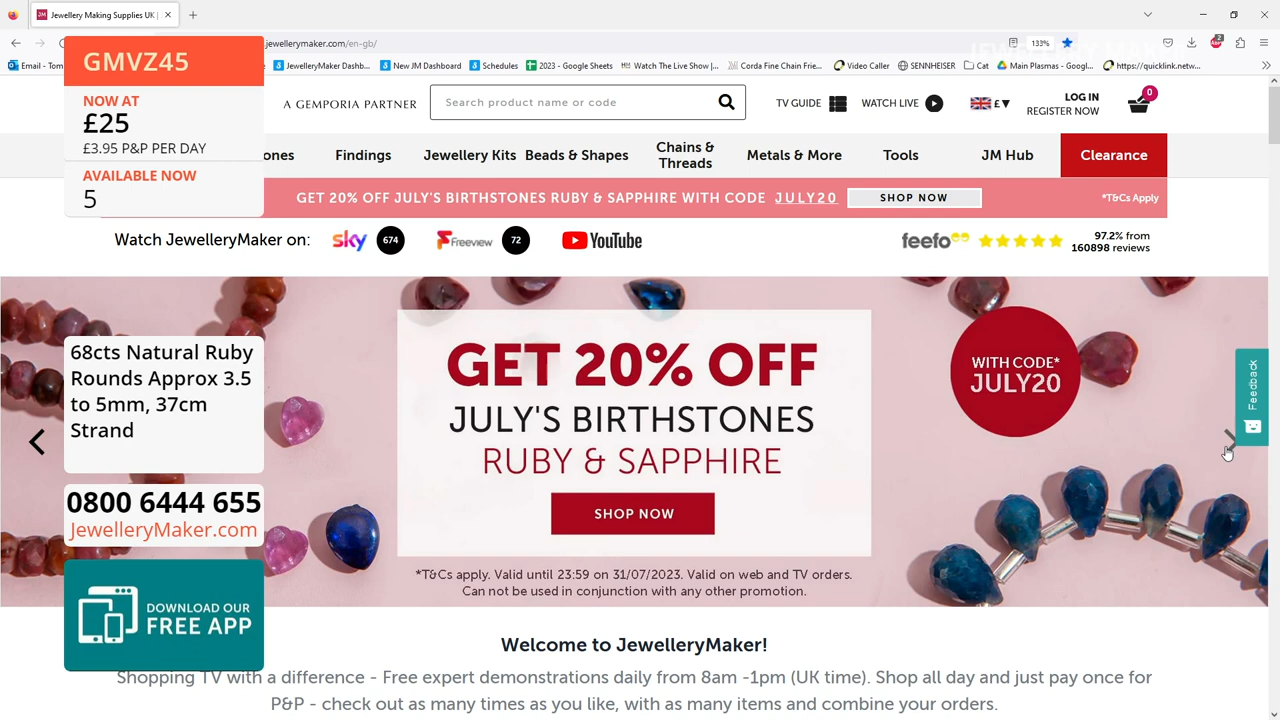 Jewellery Making Supplies UK |
jewellerymaker.com/en-gb/
133%
2
Email - Tom
JewelleryMaker Dashb...
New JM Dashboard
Schedules
2023 - Google Sheets
Watch The Live Show |...
Corda Fine Chain Frie...
Video Caller
SENNHEISER
Cat
Main Plasmas - Googl...
https://quicklink.netw...
GMVZ45
NOW AT
£25
£3.95 P&P PER DAY
AVAILABLE NOW
5
A GEMPORIA PARTNER
Search product name or code
TV GUIDE
WATCH LIVE
£
LOG IN
REGISTER NOW
0
ones
Findings
Jewellery Kits
Beads & Shapes
Chains &
Threads
Metals & More
Tools
JM Hub
Clearance
GET 20% OFF JULY'S BIRTHSTONES RUBY & SAPPHIRE WITH CODE JULY20
SHOP NOW
*T&Cs Apply
Watch JewelleryMaker on:
sky
674
Freeview
72
YouTube
feefo
97.2% from
160898 reviews
68cts Natural Ruby
Rounds Approx 3.5
to 5mm, 37cm
Strand
0800 6444 655
JewelleryMaker.com
DOWNLOAD OUR
FREE APP
GET 20% OFF
JULY'S BIRTHSTONES
RUBY & SAPPHIRE
SHOP NOW
WITH CODE*
JULY20
Feedback
*T&Cs apply. Valid until 23:59 on 31/07/2023. Valid on web and TV orders.
Can not be used in conjunction with any other promotion.
Welcome to JewelleryMaker!
Shopping TV with a difference - Free expert demonstrations daily from 8am -1pm (UK time). Shop all day and just pay once for
P&P - check out as many times as you like, with as many items and combine your orders.